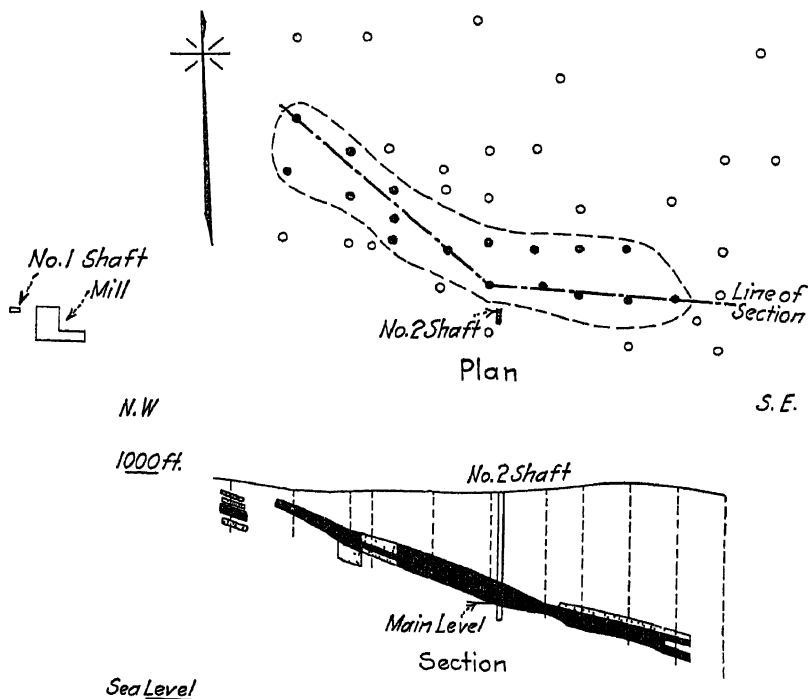 No. 1 Shaft
Mill
Line of
Section
No. 2 Shaft
Plan
N.W
S.E.
1000 ft.
No. 2 Shaft
Main Level
Section
Sea Level